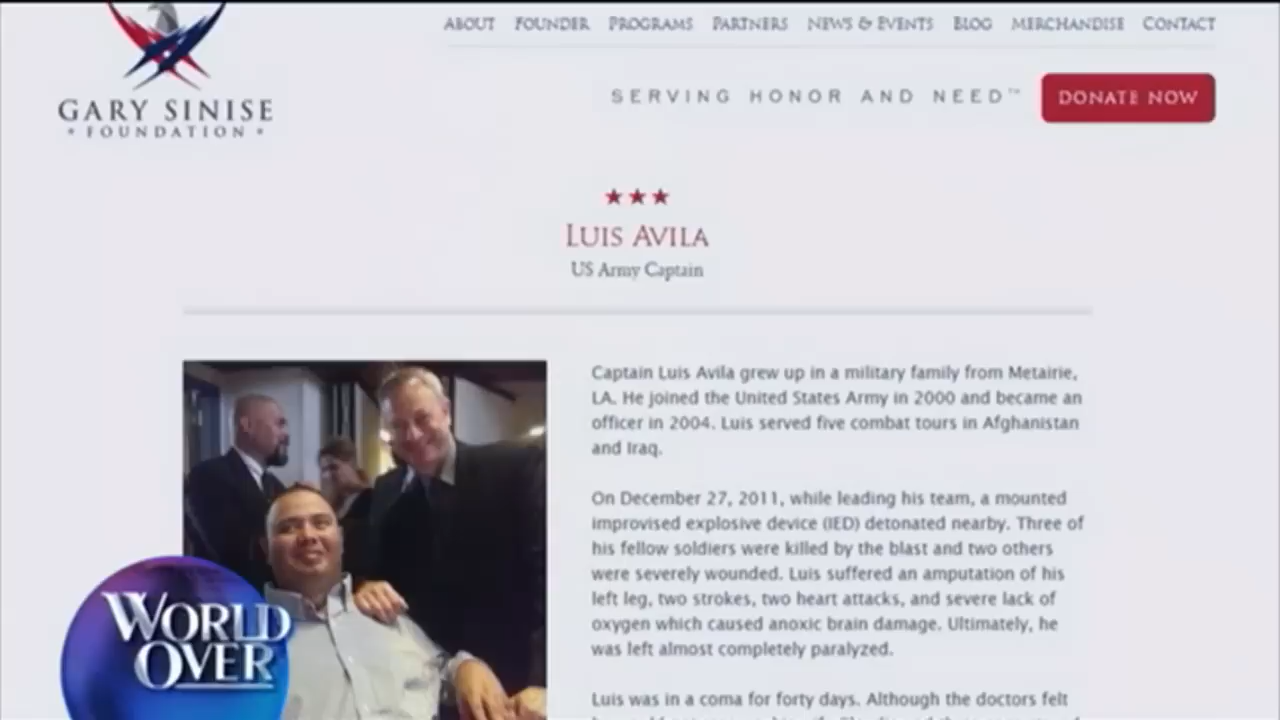 ABOUT FOUNDER PROGRAMS PARTNERS NEWS & EVENTS BLOG MERCHANDISE CONTACT
GARY SINISE
FOUNDATION
SERVING HONOR AND NEED™
DONATE NOW
LUIS AVILA
US Army Captain
Captain Luis Avila grew up in a military family from Metairie,
LA. He joined the United States Army in 2000 and became an
officer in 2004. Luis served five combat tours in Afghanistan
and Iraq.
On December 27, 2011, while leading his team, a mounted
improvised explosive device (IED) detonated nearby. Three of
his fellow soldiers were killed by the blast and two others
were severely wounded. Luis suffered an amputation of his
left leg, two strokes, two heart attacks, and severe lack of
oxygen which caused anoxic brain damage. Ultimately, he
was left almost completely paralyzed.
Luis was in a coma for forty days. Although the doctors felt
WORLD
OVER